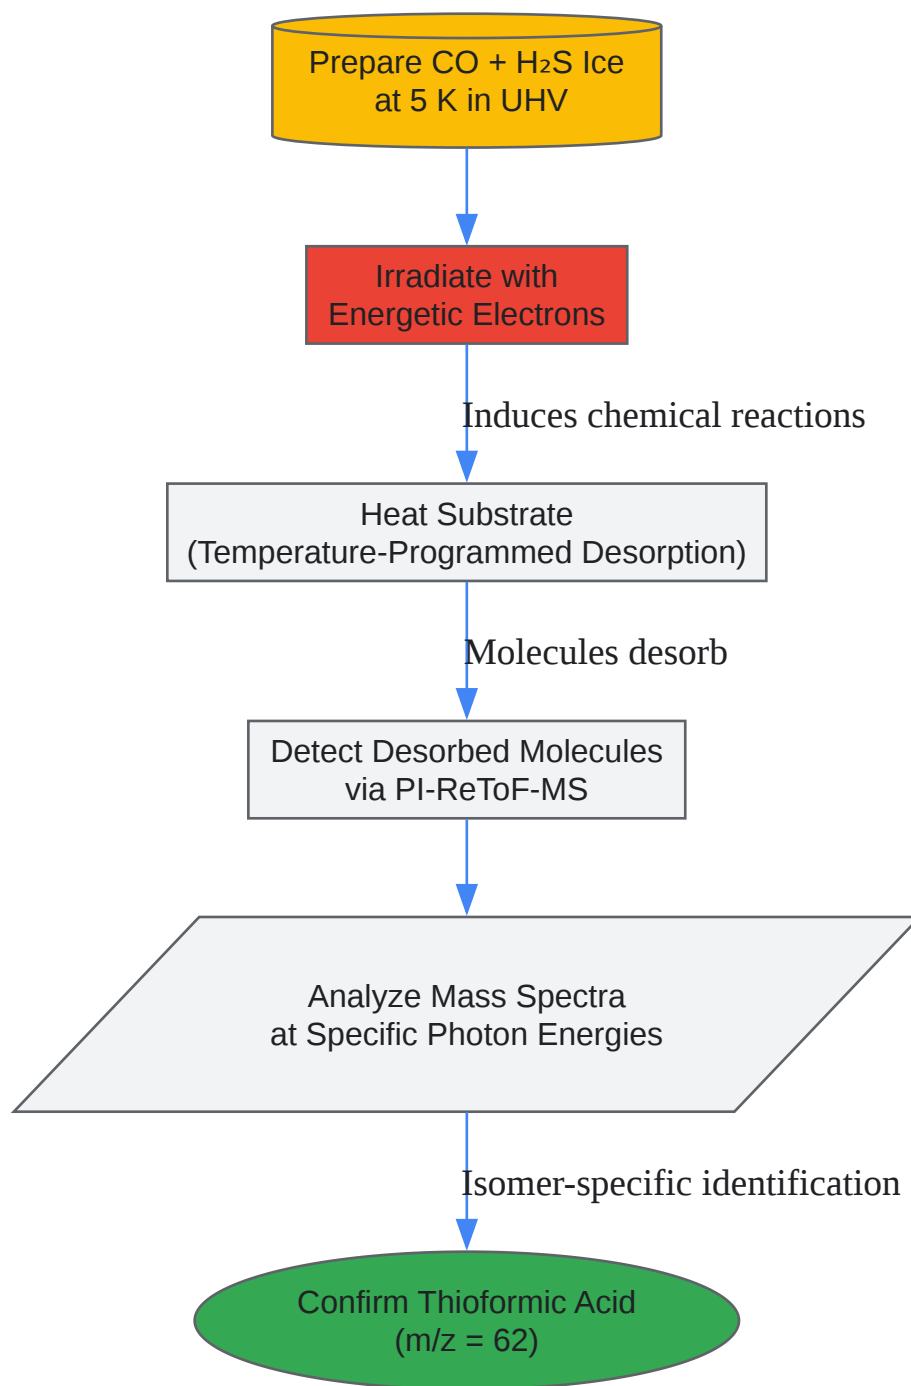 Prepare CO + H₂S Ice
at 5 K in UHV
Irradiate with
Energetic Electrons
Induces chemical reactions
Heat Substrate
(Temperature-Programmed Desorption)
Molecules desorb
Detect Desorbed Molecules
via PI-ReToF-MS
Analyze Mass Spectra
at Specific Photon Energies
Isomer-specific identification
Confirm Thioformic Acid
(m/z = 62)